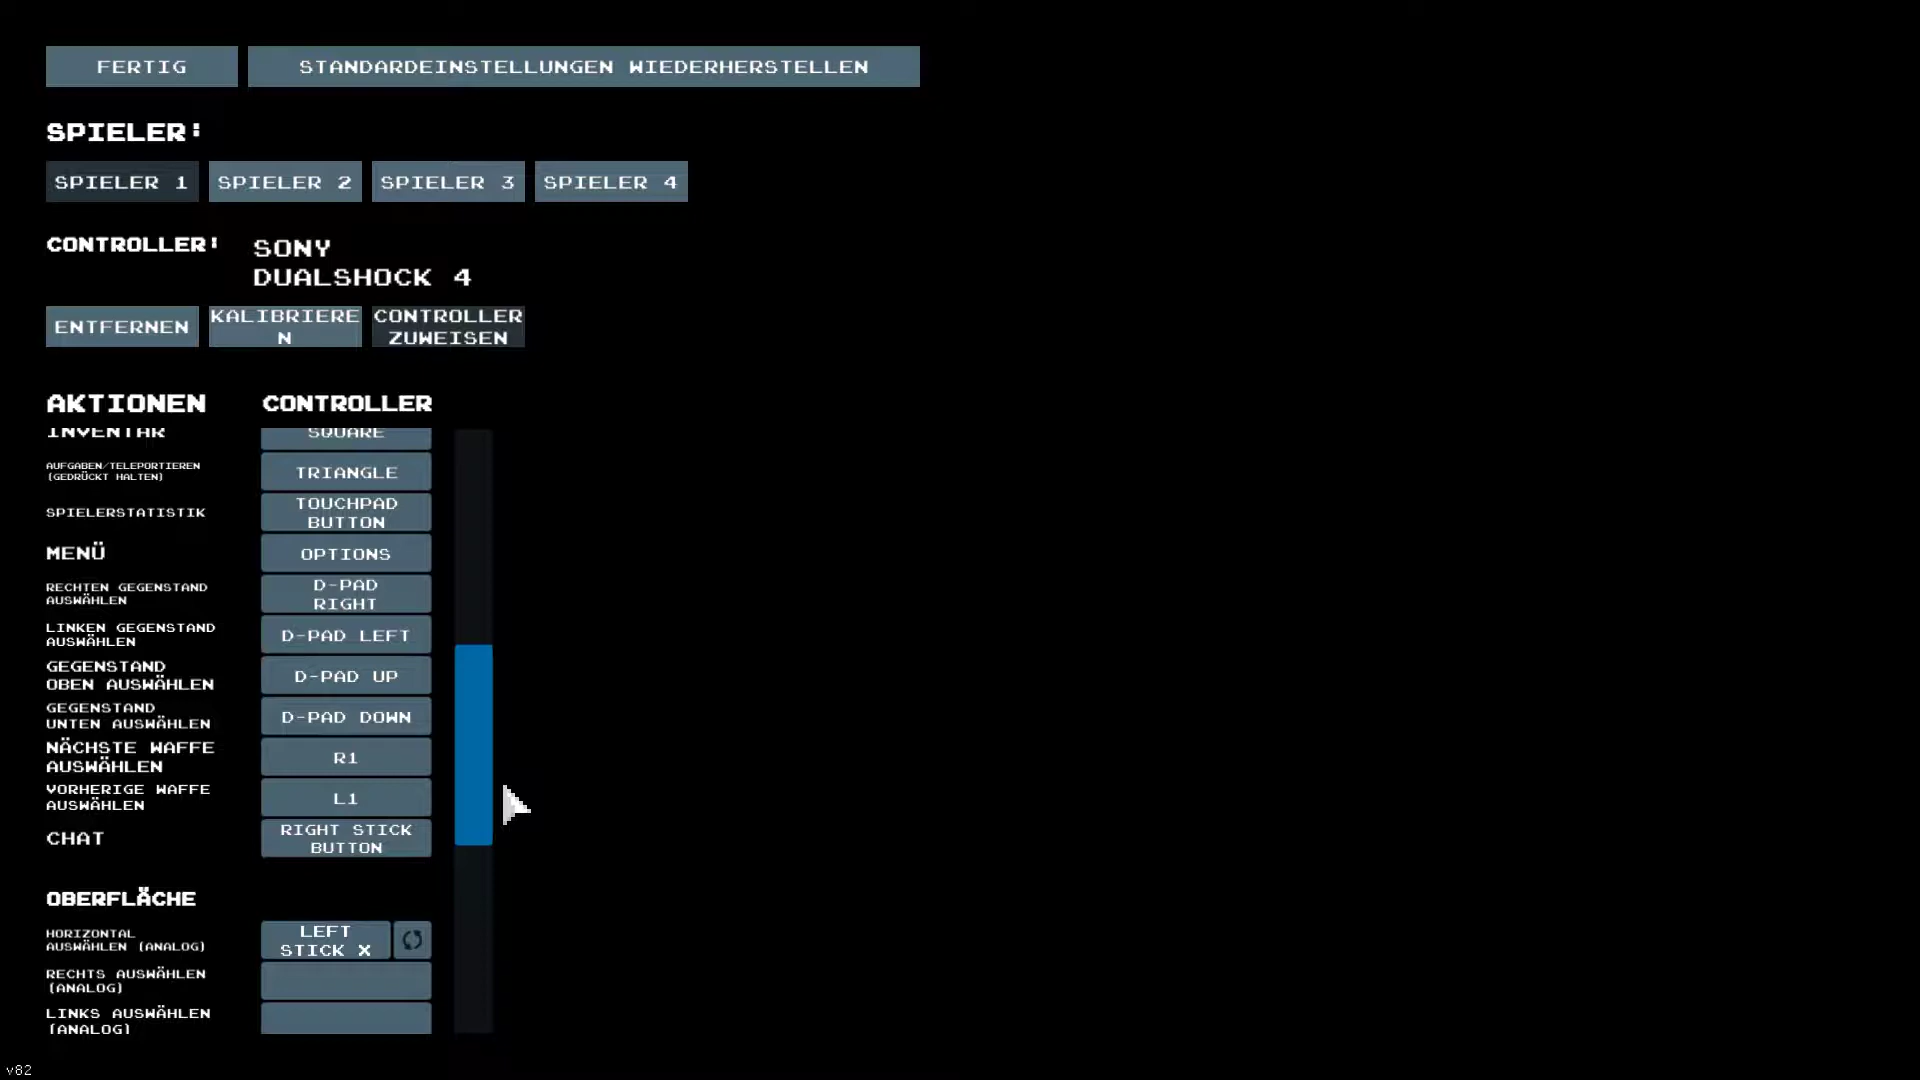 FERTIG
STANDARDEINSTELLUNGEN WIEDERHERSTELLEN
SPIELER:
SPIELER 1
SPIELER 2
SPIELER 3
SPIELER 4
CONTROLLER:
SONY
DUALSHOCK 4
ENTFERNEN
KALIBRIERE
N
CONTROLLER
ZUWEISEN
AKTIONEN
CONTROLLER
INVENTAR
SQUARE
AUFGABEN/TELEPORTIEREN
(GEDRÜCKT HALTEN)
TRIANGLE
SPIELERSTATISTIK
TOUCHPAD
BUTTON
MENÜ
OPTIONS
RECHTEN GEGENSTAND
AUSWÄHLEN
D-PAD
RIGHT
LINKEN GEGENSTAND
AUSWÄHLEN
D-PAD LEFT
GEGENSTAND
OBEN AUSWÄHLEN
D-PAD UP
GEGENSTAND
UNTEN AUSWÄHLEN
D-PAD DOWN
NÄCHSTE WAFFE
AUSWÄHLEN
R1
VORHERIGE WAFFE
AUSWÄHLEN
L1
CHAT
RIGHT STICK
BUTTON
OBERFLÄCHE
HORIZONTAL
AUSWÄHLEN (ANALOG)
LEFT
STICK X
RECHTS AUSWÄHLEN
(ANALOG)
LINKS AUSWÄHLEN
(ANALOG)
v82